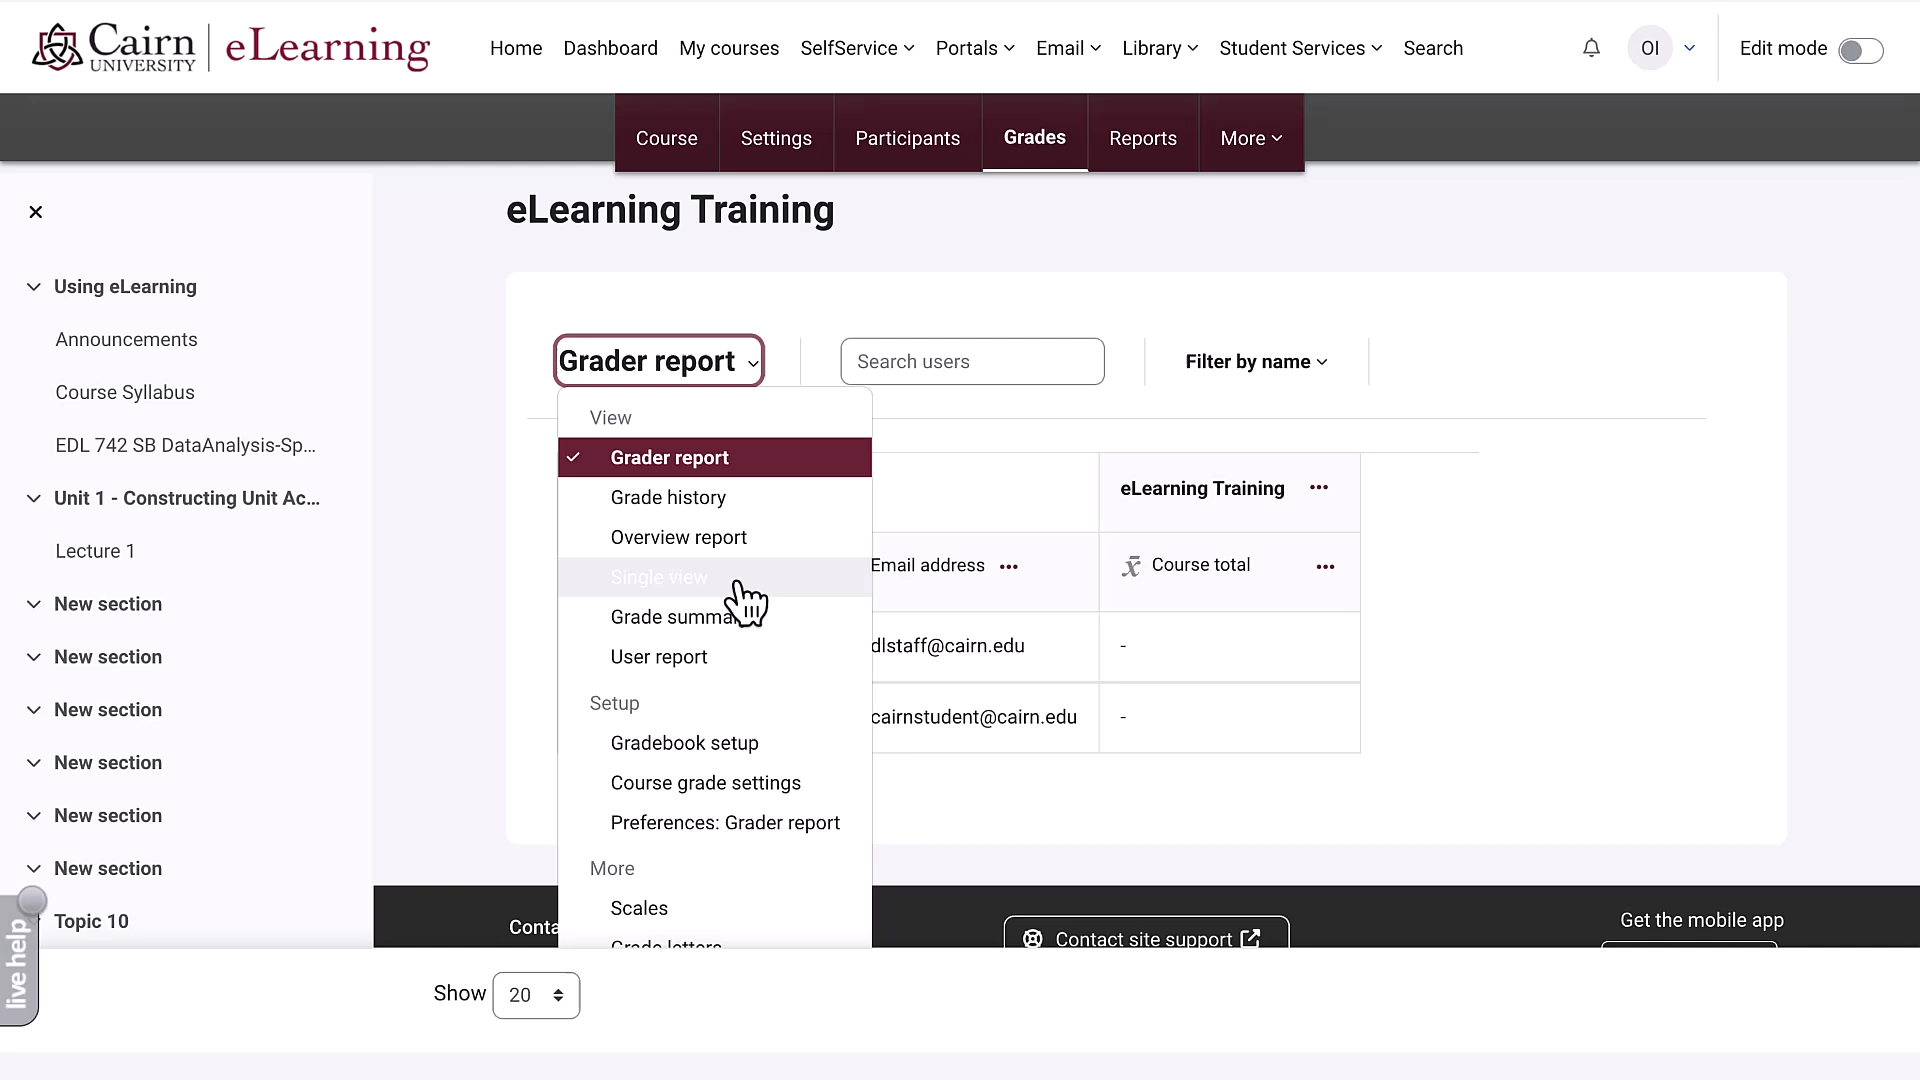 Cairn UNIVERSITY eLearning
Home Dashboard My courses SelfService Portals Email Library Student Services Search OI Edit mode
Course Settings Participants Grades Reports More
eLearning Training
Using eLearning
Announcements
Course Syllabus
EDL 742 SB DataAnalysis-Sp...
Unit 1 - Constructing Unit Ac...
Lecture 1
New section
New section
New section
New section
New section
New section
Topic 10
live help
Grader report Search users Filter by name
View
Grader report
Grade history
Overview report
Single view
Grade summa
User report
Setup
Gradebook setup
Course grade settings
Preferences: Grader report
More
Scales
Grade letters
eLearning Training
Email address x̄ Course total
dlstaff@cairn.edu -
cairnstudent@cairn.edu -
Conta
Contact site support
Get the mobile app
Show 20